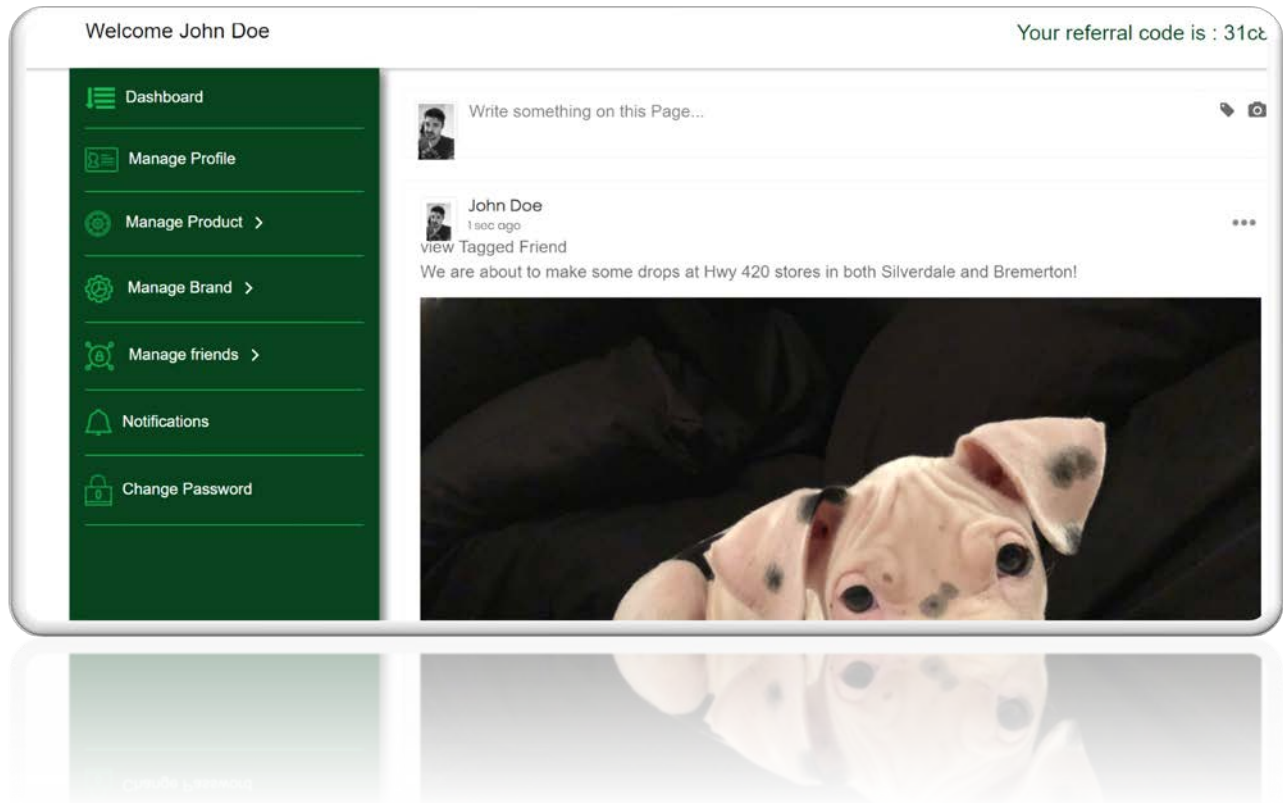 Welcome John Doe
Your referral code is : 31c
Dashboard
Manage Profile
Manage Product >
Manage Brand >
Manage friends >
Notifications
Change Password
Write something on this Page...
John Doe
1 sec ago
view Tagged Friend
We are about to make some drops at Hwy 420 stores in both Silverdale and Bremerton!